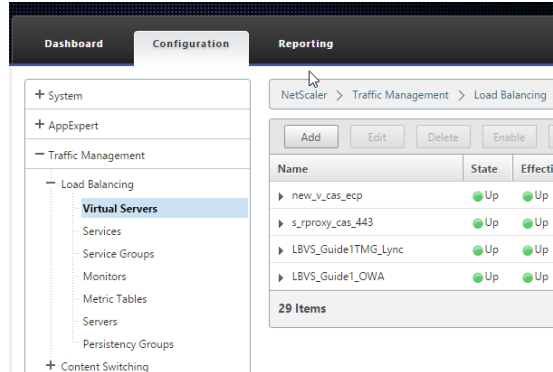 Dashboard Configuration Reporting
+ System
+ AppExpert
− Traffic Management
− Load Balancing
Virtual Servers
Services
Service Groups
Monitors
Metric Tables
Servers
Persistency Groups
+ Content Switching
NetScaler > Traffic Management > Load Balancing
Add Edit Delete Enable
Name State Effecti
new_v_cas_ecp Up Up
s_rproxy_cas_443 Up Up
LBVS_Guide1TMG_Lync Up Up
LBVS_Guide1_OWA Up Up
29 Items